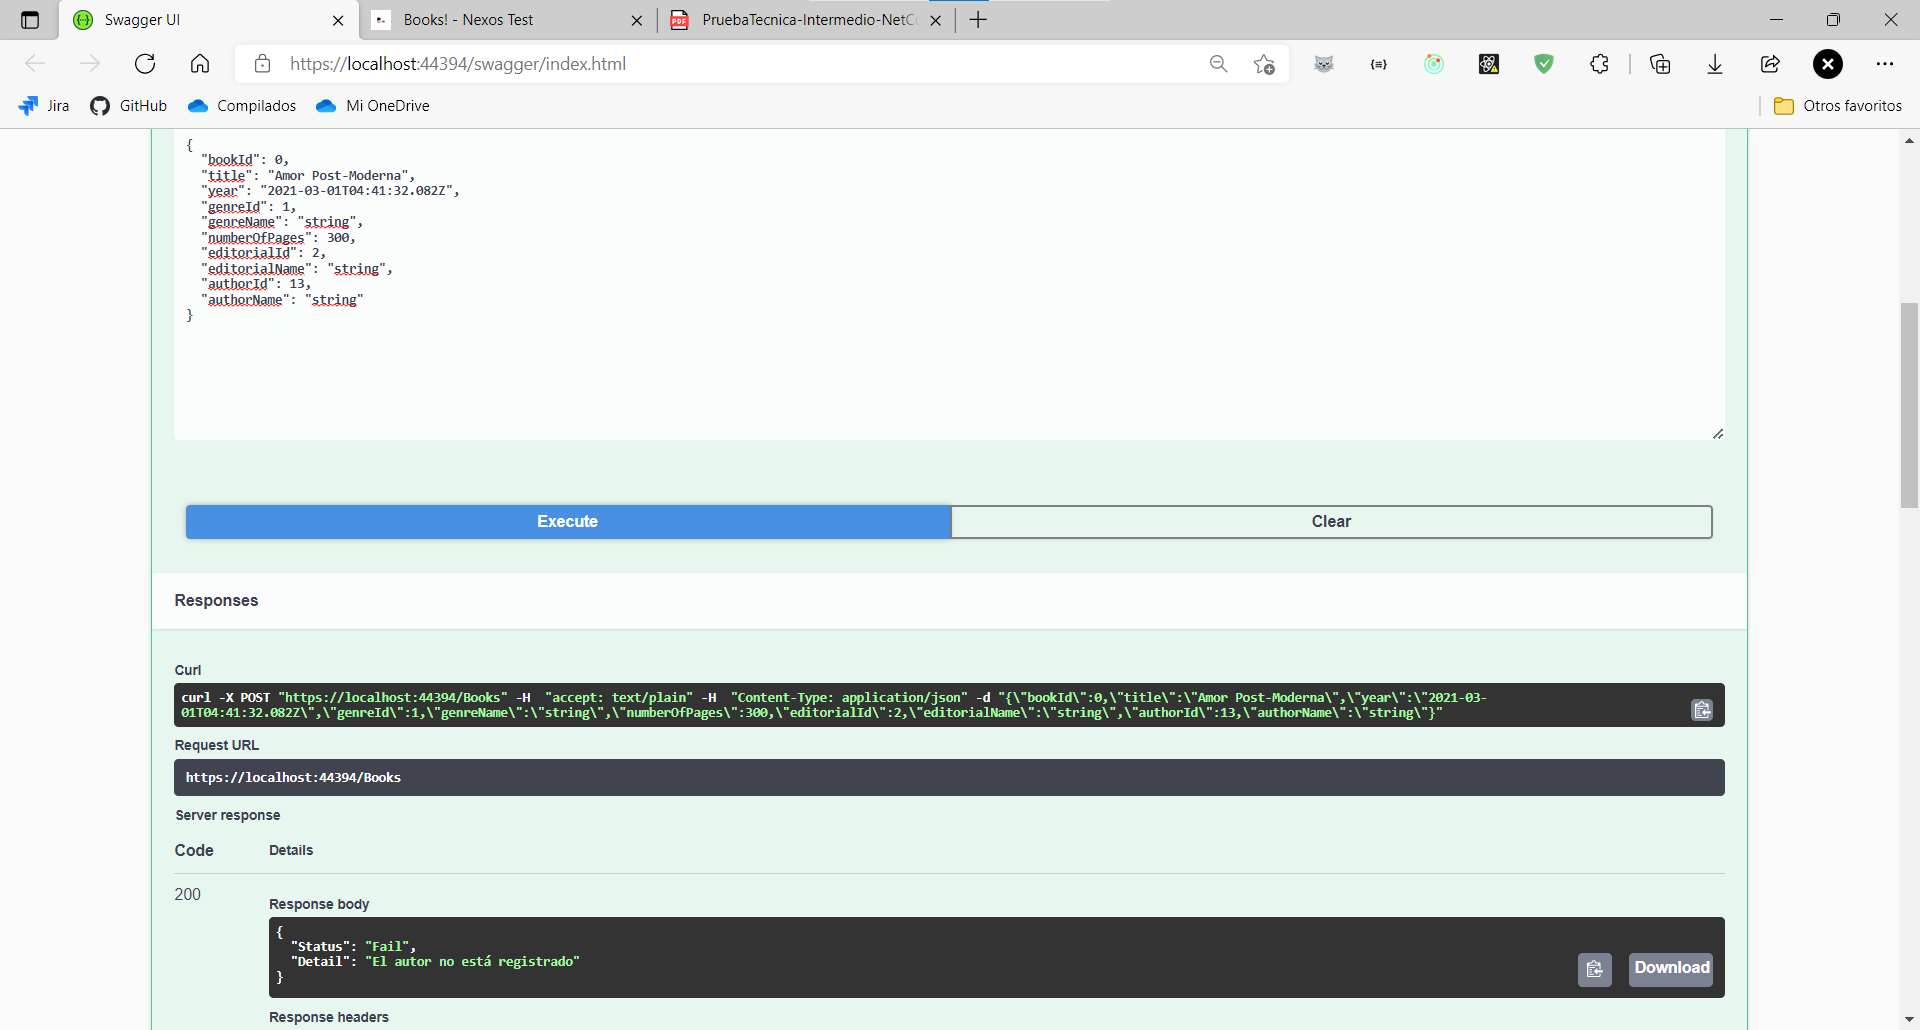 Swagger UI
Books! - Nexos Test
PruebaTecnica-Intermedio-NetC
https://localhost:44394/swagger/index.html
Jira
GitHub
Compilados
Mi OneDrive
Otros favoritos
{
"bookId": 0,
"title": "Amor Post-Moderna",
"year": "2021-03-01T04:41:32.082Z",
"genreId": 1,
"genreName": "string",
"numberOfPages": 300,
"editorialId": 2,
"editorialName": "string",
"authorId": 13,
"authorName": "string"
}
Execute
Clear
Responses
Curl
curl -X POST "https://localhost:44394/Books" -H  "accept: text/plain" -H  "Content-Type: application/json" -d "{\"bookId\":0,\"title\":\"Amor Post-Moderna\",\"year\":\"2021-03-
01T04:41:32.082Z\",\"genreId\":1,\"genreName\":\"string\",\"numberOfPages\":300,\"editorialId\":2,\"editorialName\":\"string\",\"authorId\":13,\"authorName\":\"string\"}"
Request URL
https://localhost:44394/Books
Server response
Code
Details
200
Response body
{
"Status": "Fail",
"Detail": "El autor no está registrado"
}
Download
Response headers